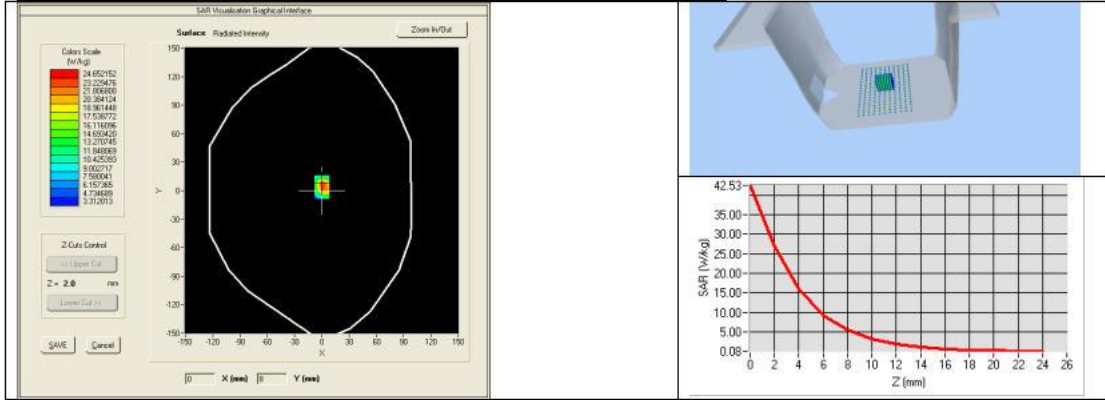 SAR Visualisation Graphical Interface
Surface Radiated Intensity
Zoom In/Out
Colors Scale
(W/kg)
24.652152
23.229476
21.806800
20.384124
18.961448
17.538772
16.116096
14.693420
13.270745
11.848069
10.425393
9.002717
7.580041
6.157365
4.734689
3.312013
150
120
90
60
30
0
-30
-60
-90
-120
-150
Y
-150 -120 -90 -60 -30 0 30 60 90 120 150
X
Z-Cuts Control
<< Upper Cut
Z = 2.0 mm
Lower Cut >>
SAVE Cancel
0 X (mm) 8 Y (mm)
42.53
35.00
30.00
25.00
20.00
15.00
10.00
5.00
0.08
SAR (W/kg)
0 2 4 6 8 10 12 14 16 18 20 22 24 26
Z (mm)